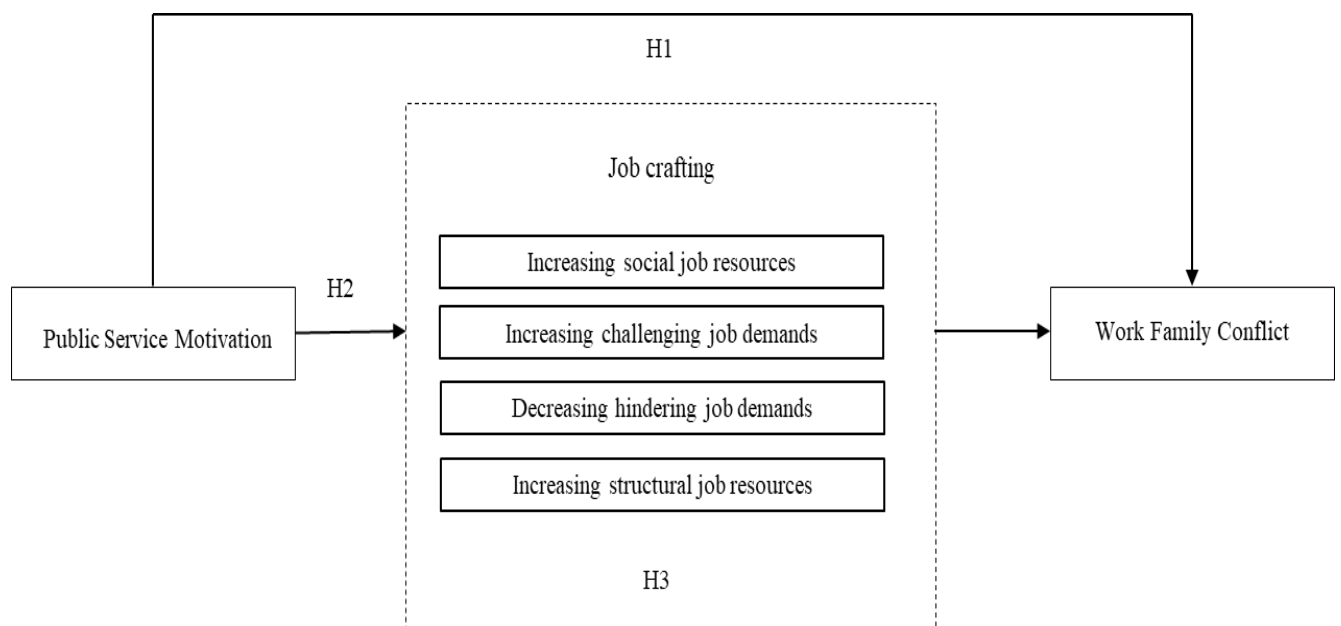 H1
Job crafting
Increasing social job resources
H2
Public Service Motivation
Increasing challenging job demands
Work Family Conflict
Decreasing hindering job demands
Increasing structural job resources
H3